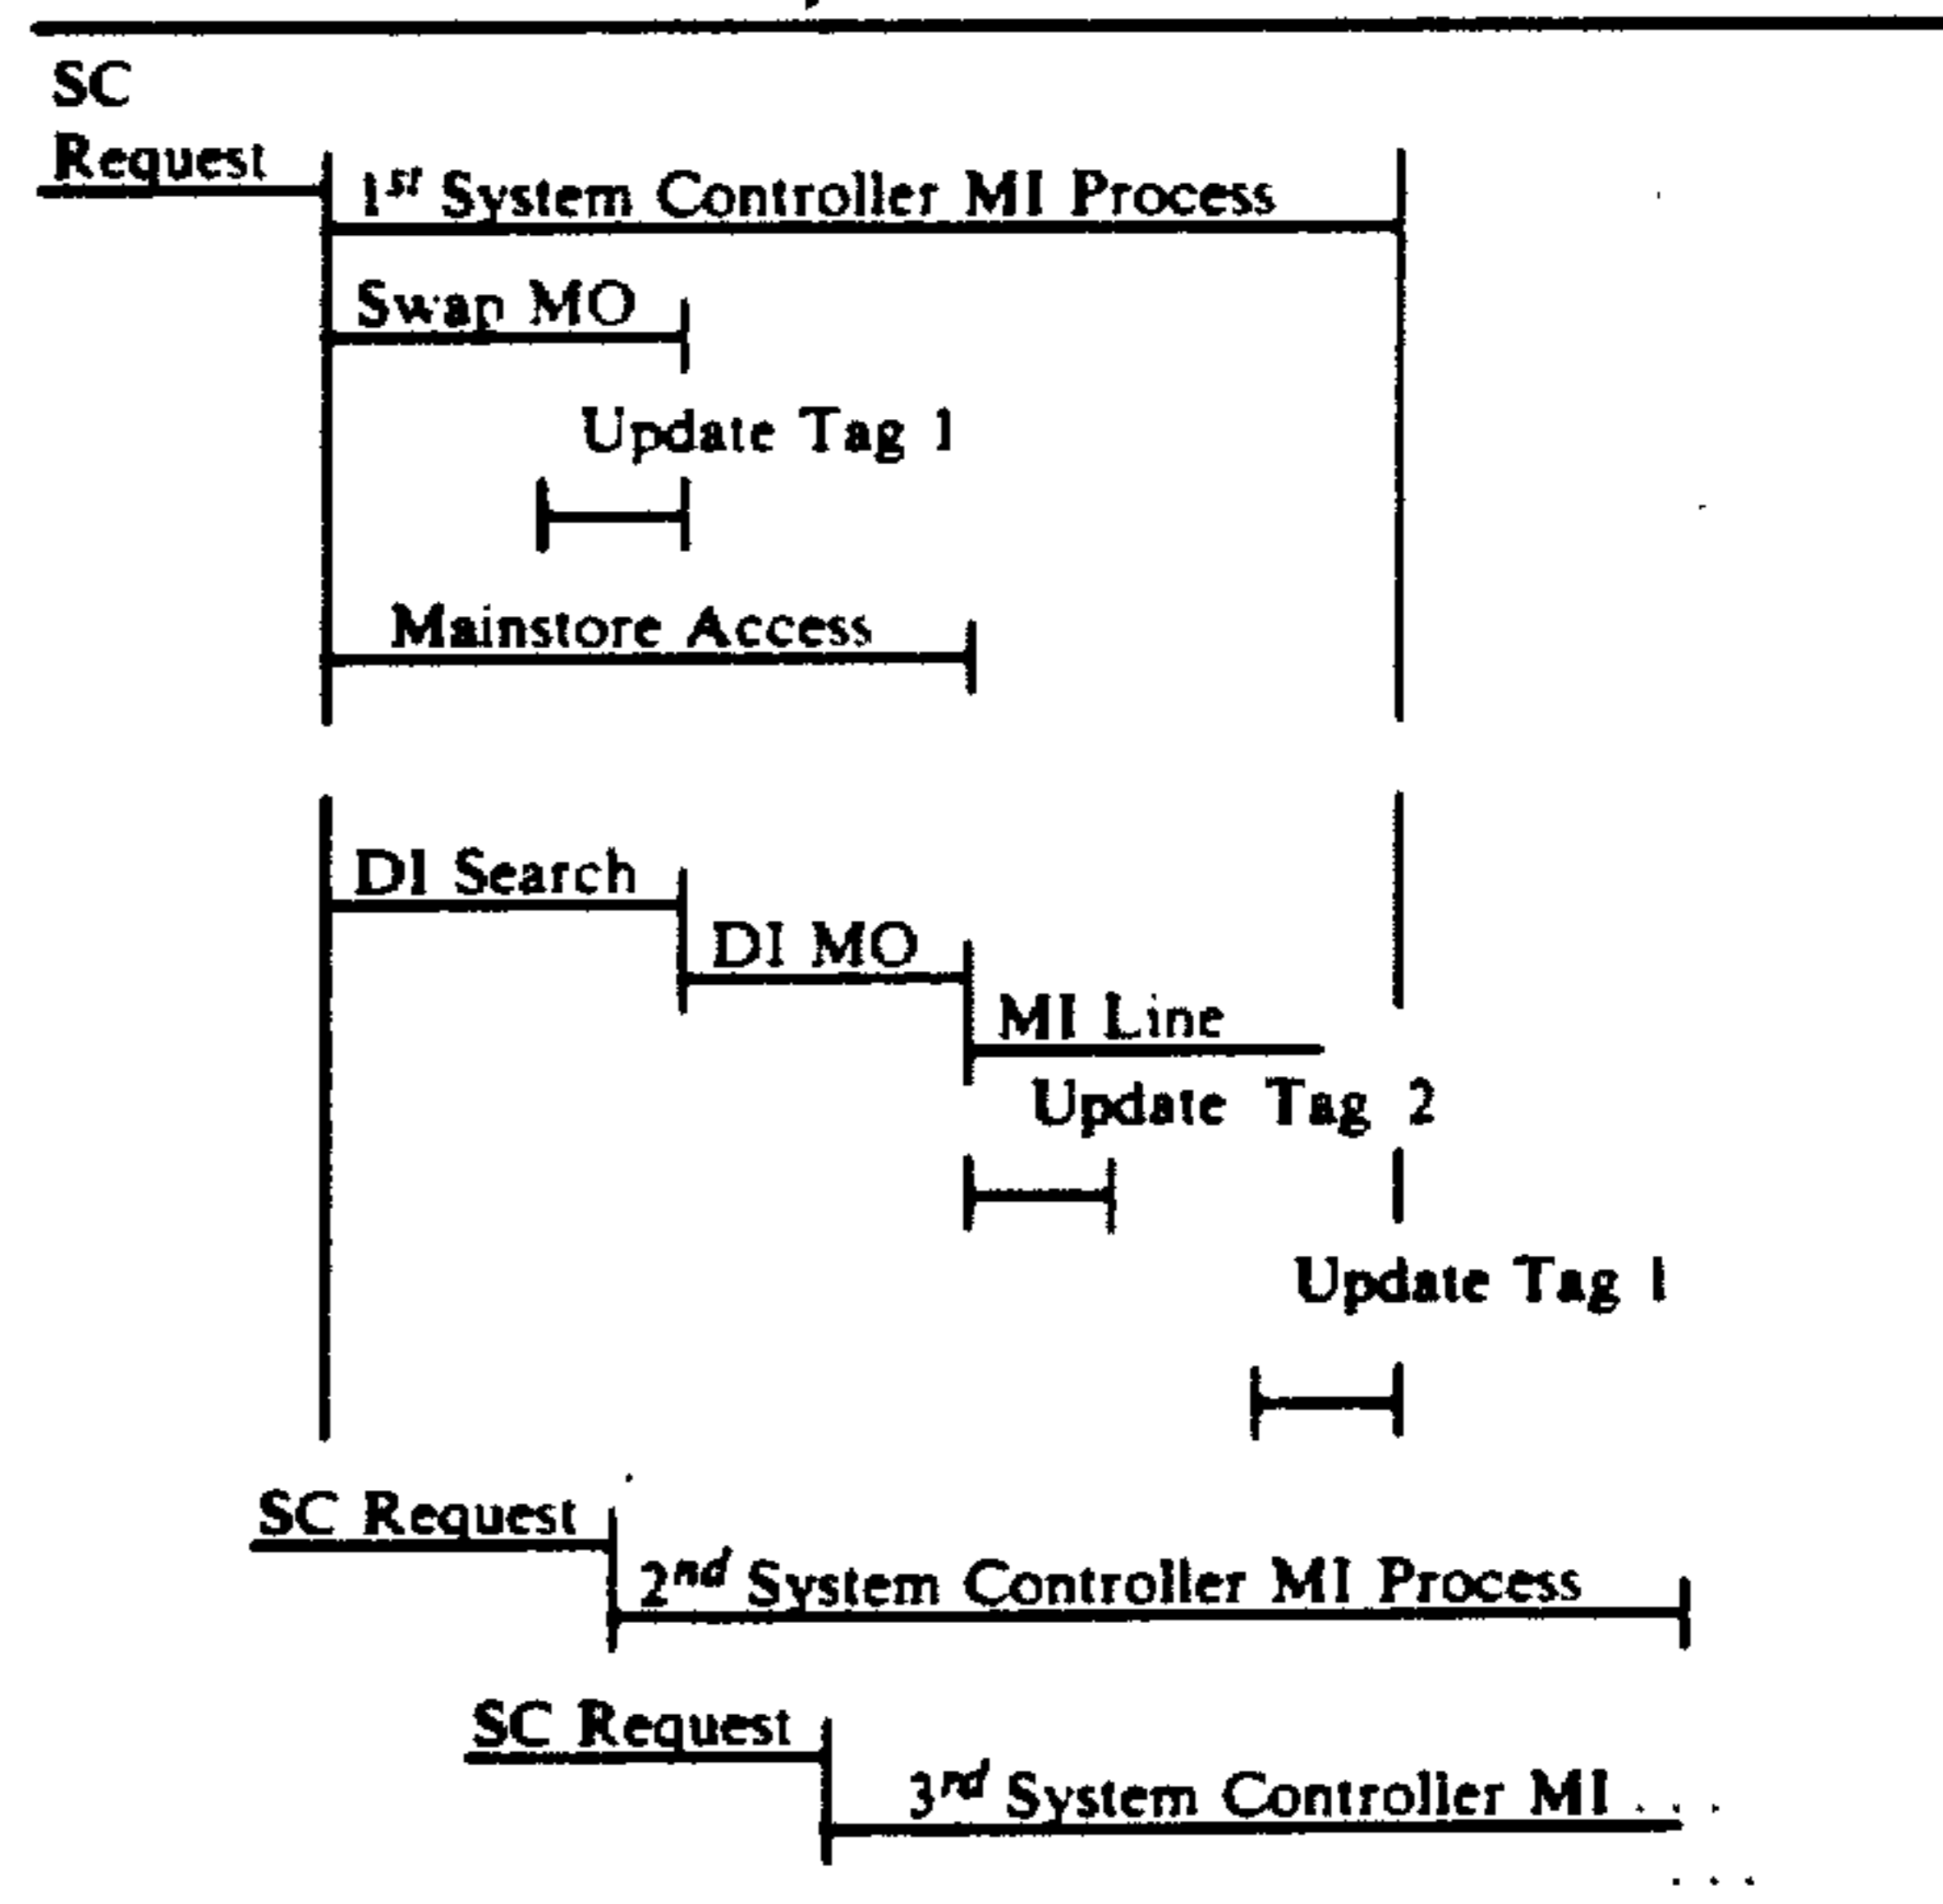 SC
Request
1st System Controller MI Process
Swap MO
Update Tag 1
Mainstore Access
DI Search
DI MO
MI Line
Update Tag 2
Update Tag 1
SC Request
2nd System Controller MI Process
SC Request
3rd System Controller MI . . .
. . .